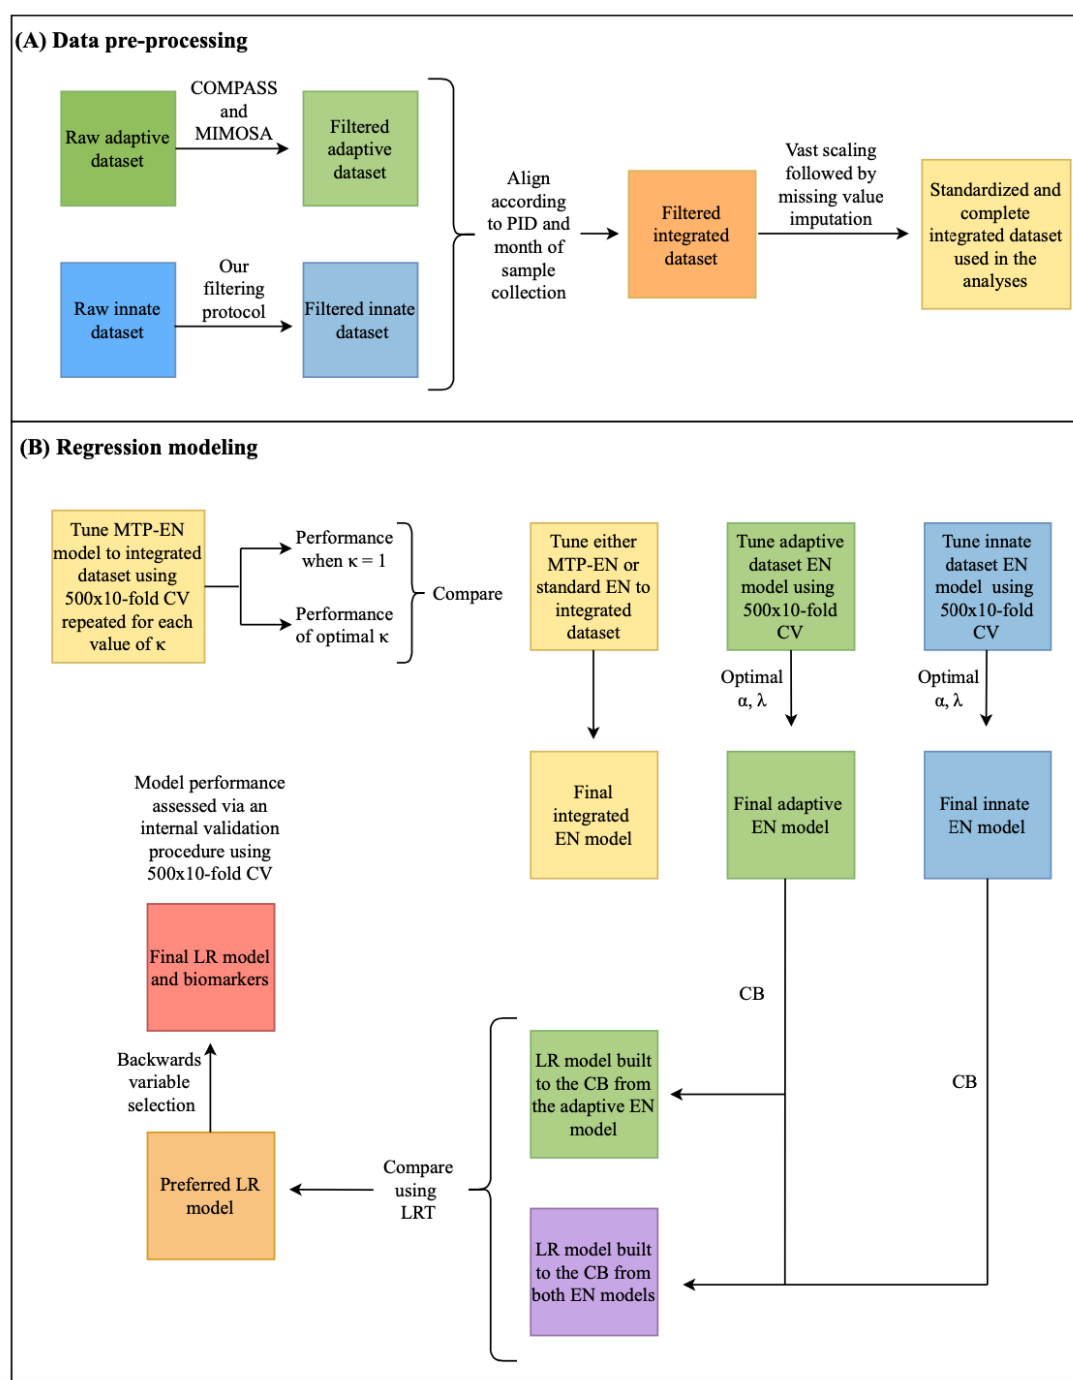 (A) Data pre-processing
Raw adaptive
dataset
COMPASS
and
MIMOSA
Filtered
adaptive
dataset
Raw innate
dataset
Our
filtering
protocol
Filtered innate
dataset
Align
according
to PID and
month of
sample
collection
Filtered
integrated
dataset
Vast scaling
followed by
missing value
imputation
Standardized and
complete
integrated dataset
used in the
analyses
(B) Regression modeling
Tune MTP-EN
model to integrated
dataset using
500x10-fold CV
repeated for each
value of κ
Performance
when κ = 1
Performance
of optimal κ
Compare
Tune either
MTP-EN or
standard EN to
integrated
dataset
Tune adaptive
dataset EN
model using
500x10-fold
CV
Tune innate
dataset EN
model using
500x10-fold
CV
Optimal
α, λ
Optimal
α, λ
Final
integrated
EN model
Final adaptive
EN model
Final innate
EN model
Model performance
assessed via an
internal validation
procedure using
500x10-fold CV
Final LR model
and biomarkers
Backwards
variable
selection
Preferred LR
model
Compare
using
LRT
LR model built
to the CB from
the adaptive EN
model
LR model built
to the CB from
both EN models
CB
CB